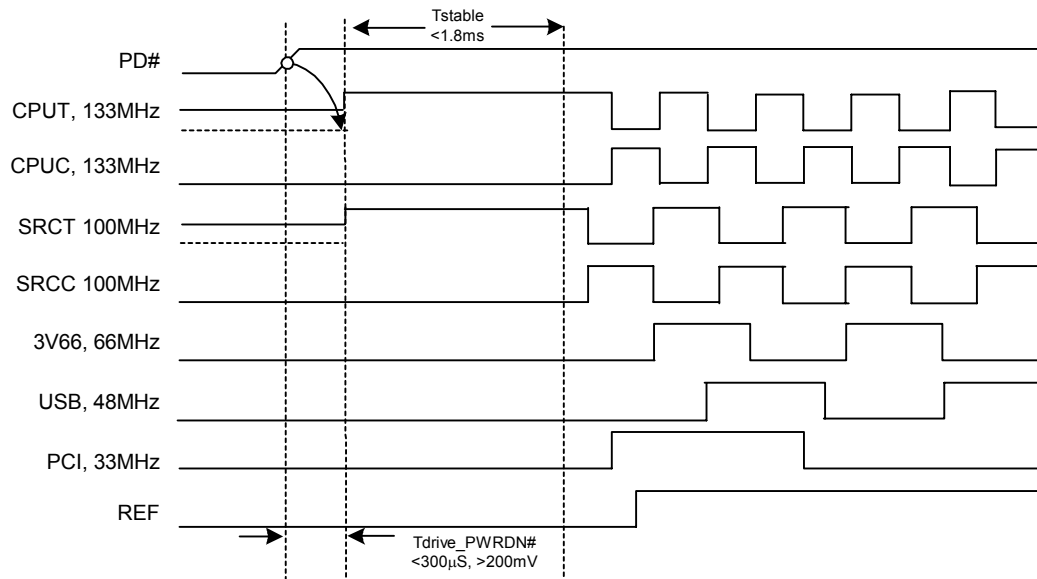 Tstable
<1.8ms
PD#
CPUT, 133MHz
CPUC, 133MHz
SRCT 100MHz
SRCC 100MHz
3V66, 66MHz
USB, 48MHz
PCI, 33MHz
REF
Tdrive_PWRDN#
<300μS, >200mV